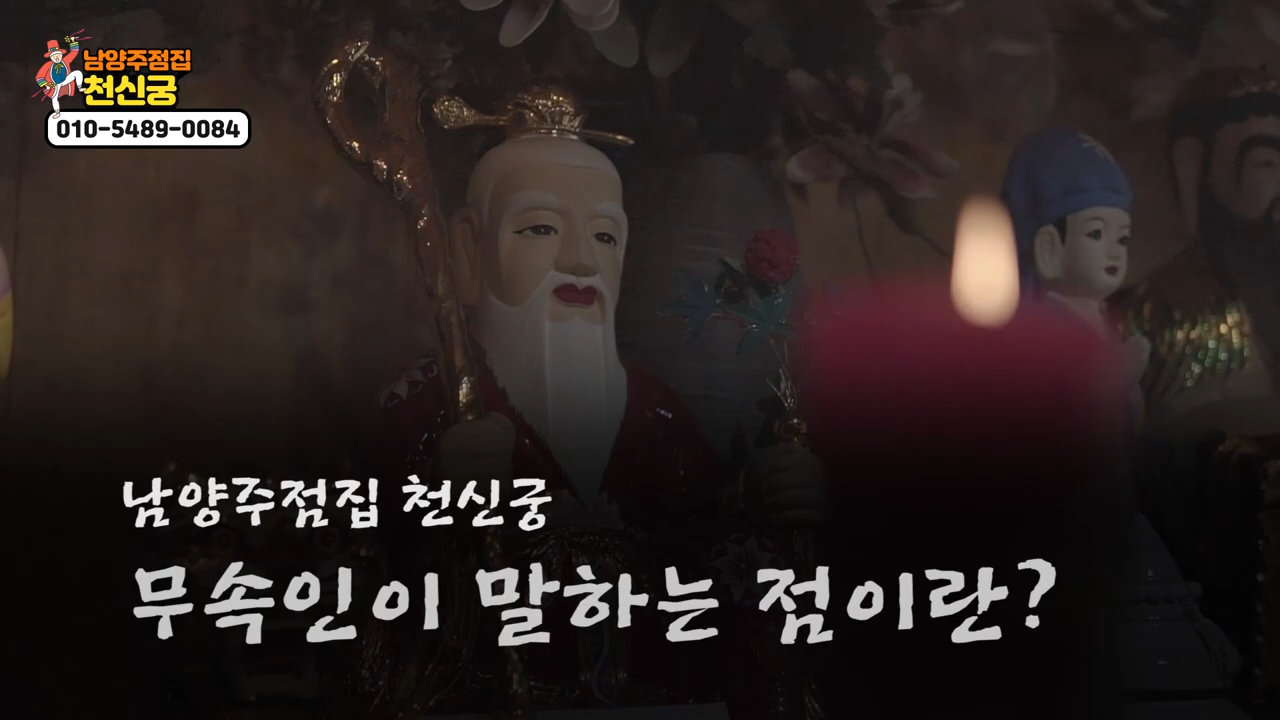 남양주점집
천신궁
010-5489-0084
남양주점집 천신궁
무속인이 말하는 점이란?